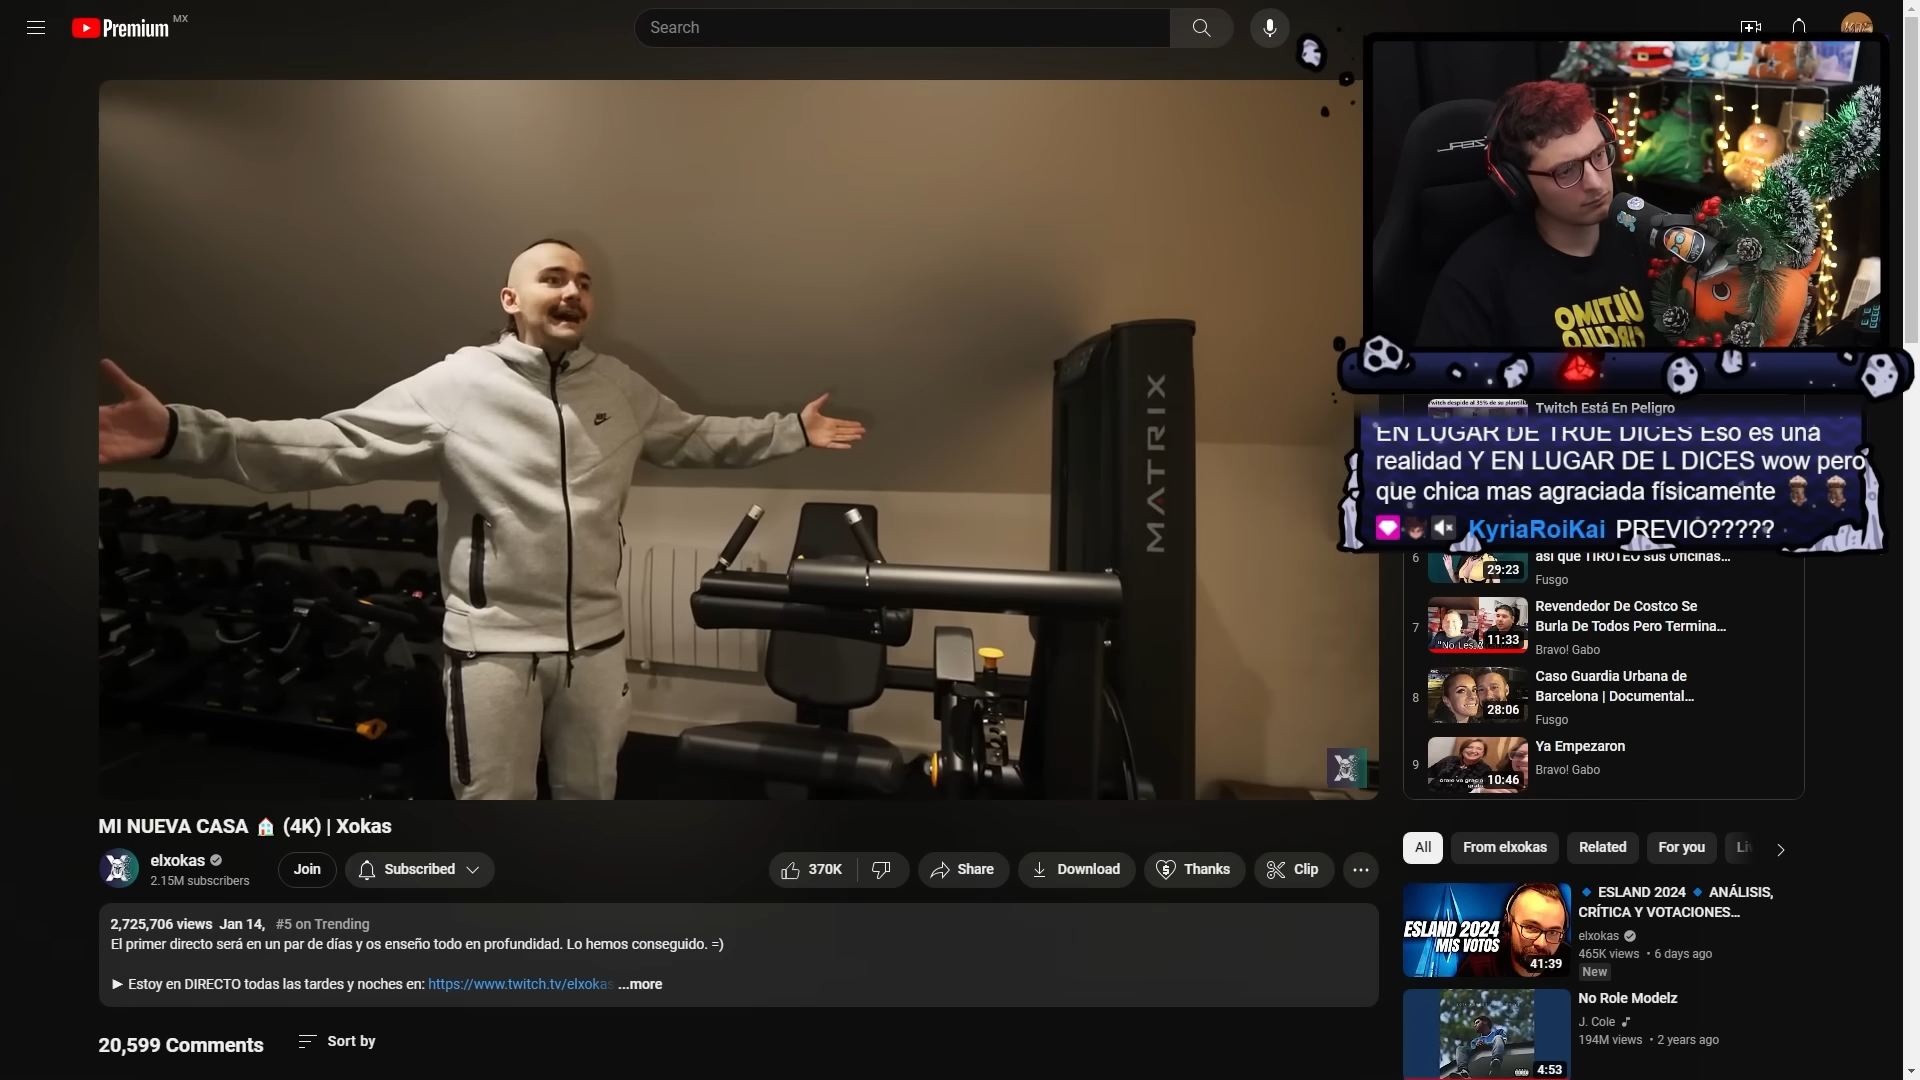 Premium MX
Search
JBFL
ÚLTIMO
CÍRCULO
MATRIX
Twitch Está En Peligro
EN LUGAR DE TRUE DICES Eso es una
realidad Y EN LUGAR DE L DICES wow pero
que chica mas agraciada físicamente
KyriaRoiKai PREVIO?????
6
29:23
así que TIROTEÓ sus Oficinas...
Fusgo
7
11:33
Revendedor De Costco Se
Burla De Todos Pero Termina...
Bravo! Gabo
8
28:06
Caso Guardia Urbana de
Barcelona | Documental...
Fusgo
9
10:46
Ya Empezaron
Bravo! Gabo
MI NUEVA CASA 🏠 (4K) | Xokas
elxokas
2.15M subscribers
Join
Subscribed
370K
Share
Download
Thanks
Clip
2,725,706 views Jan 14, #5 on Trending
El primer directo será en un par de días y os enseño todo en profundidad. Lo hemos conseguido. =)
► Estoy en DIRECTO todas las tardes y noches en: https://www.twitch.tv/elxokas ...more
20,599 Comments
Sort by
All
From elxokas
Related
For you
Li
ESLAND 2024
MIS VOTOS
41:39
🔹 ESLAND 2024 🔹 ANÁLISIS,
CRÍTICA Y VOTACIONES...
elxokas
465K views • 6 days ago
New
4:53
No Role Modelz
J. Cole
194M views • 2 years ago